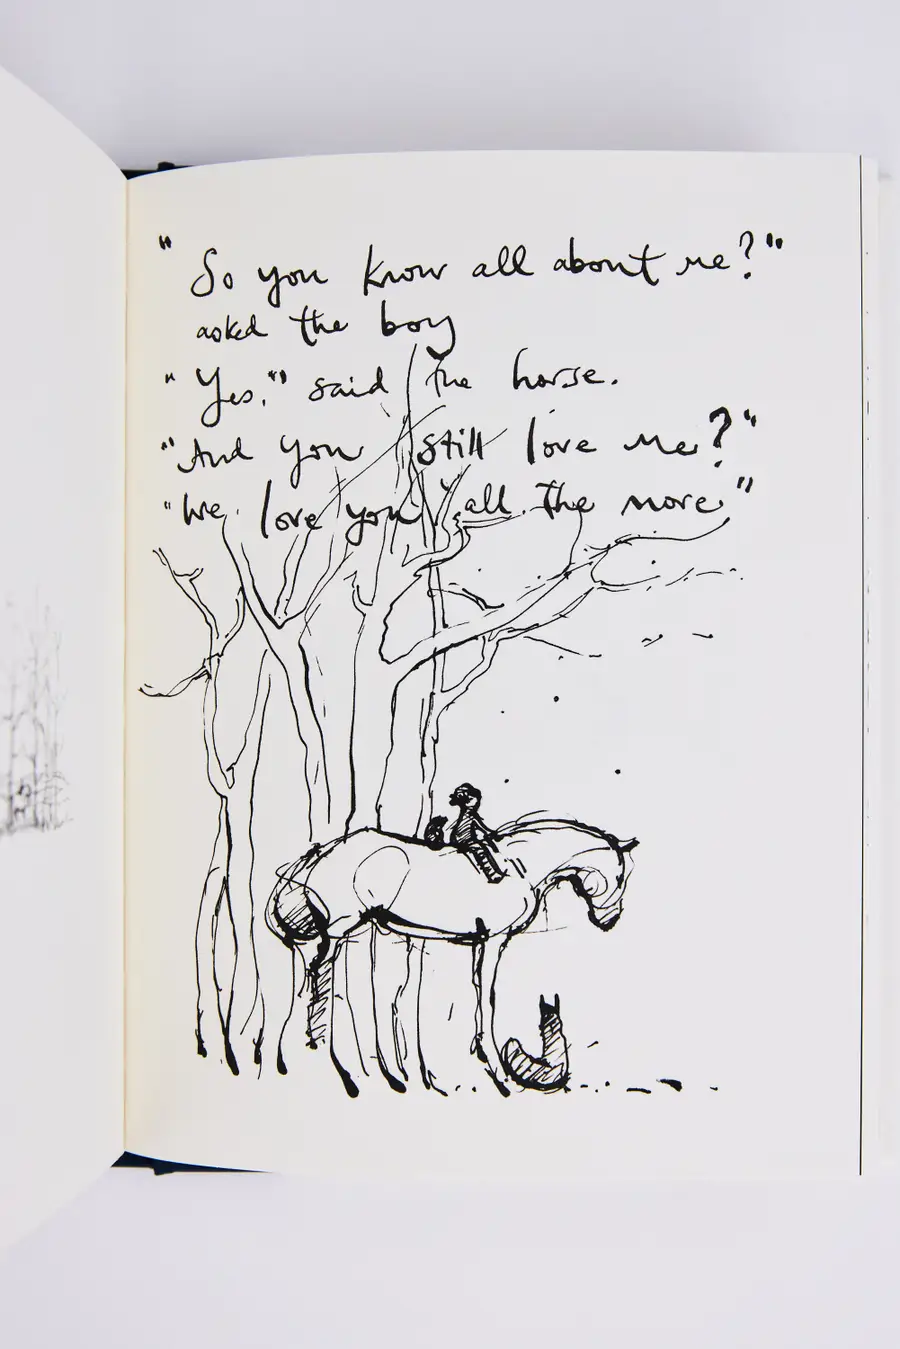 "So you know all about me?"
asked the boy
"Yes," said the horse.
"And you still love me?"
"We love you all the more"